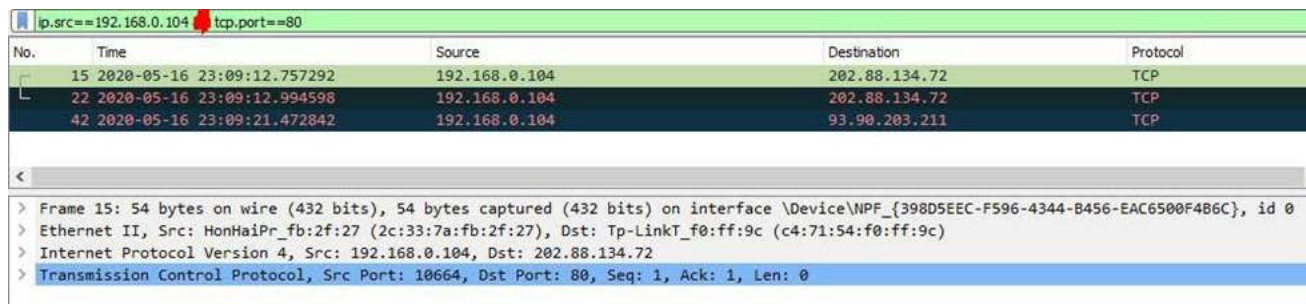 ip.src==192.168.0.104 tcp.port==80
No. Time Source Destination Protocol
15 2020-05-16 23:09:12.757292 192.168.0.104 202.88.134.72 TCP
22 2020-05-16 23:09:12.994598 192.168.0.104 202.88.134.72 TCP
42 2020-05-16 23:09:21.472842 192.168.0.104 93.90.203.211 TCP
Frame 15: 54 bytes on wire (432 bits), 54 bytes captured (432 bits) on interface \Device\NPF_{398D5EEC-F596-4344-B456-EAC6500F4B6C}, id 0
Ethernet II, Src: HonHaiPr_fb:2f:27 (2c:33:7a:fb:2f:27), Dst: Tp-LinkT_f0:ff:9c (c4:71:54:f0:ff:9c)
Internet Protocol Version 4, Src: 192.168.0.104, Dst: 202.88.134.72
Transmission Control Protocol, Src Port: 10664, Dst Port: 80, Seq: 1, Ack: 1, Len: 0